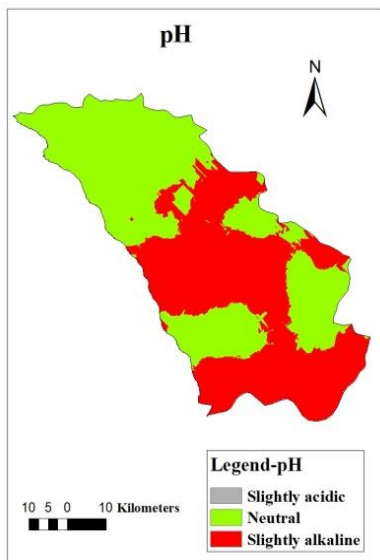 pH
N
Legend-pH
Slightly acidic
Neutral
Slightly alkaline
10 5 0 10 Kilometers